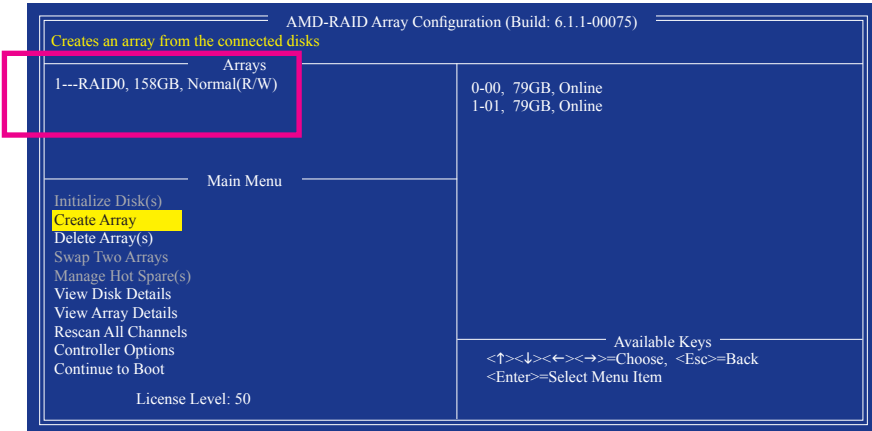 AMD-RAID Array Configuration (Build: 6.1.1-00075)
Creates an array from the connected disks
Arrays
1---RAID0, 158GB, Normal(R/W)
0-00, 79GB, Online
1-01, 79GB, Online
Main Menu
Initialize Disk(s)
Create Array
Delete Array(s)
Swap Two Arrays
Manage Hot Spare(s)
View Disk Details
View Array Details
Rescan All Channels
Controller Options
Continue to Boot
License Level: 50
Available Keys
<↑><↓><←><→>=Choose, <Esc>=Back
<Enter>=Select Menu Item